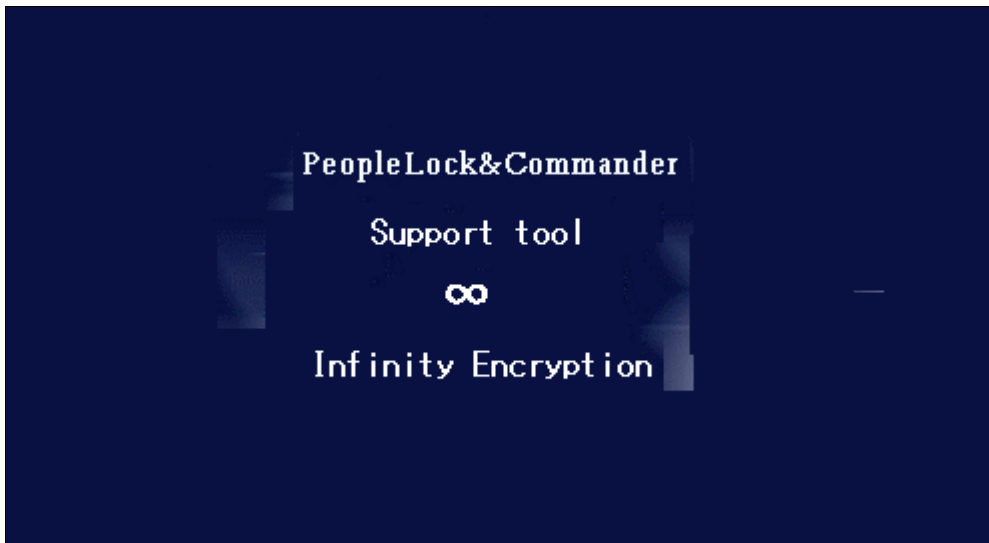 PeopleLock&Commander
Support tool
∞
Infinity Encryption